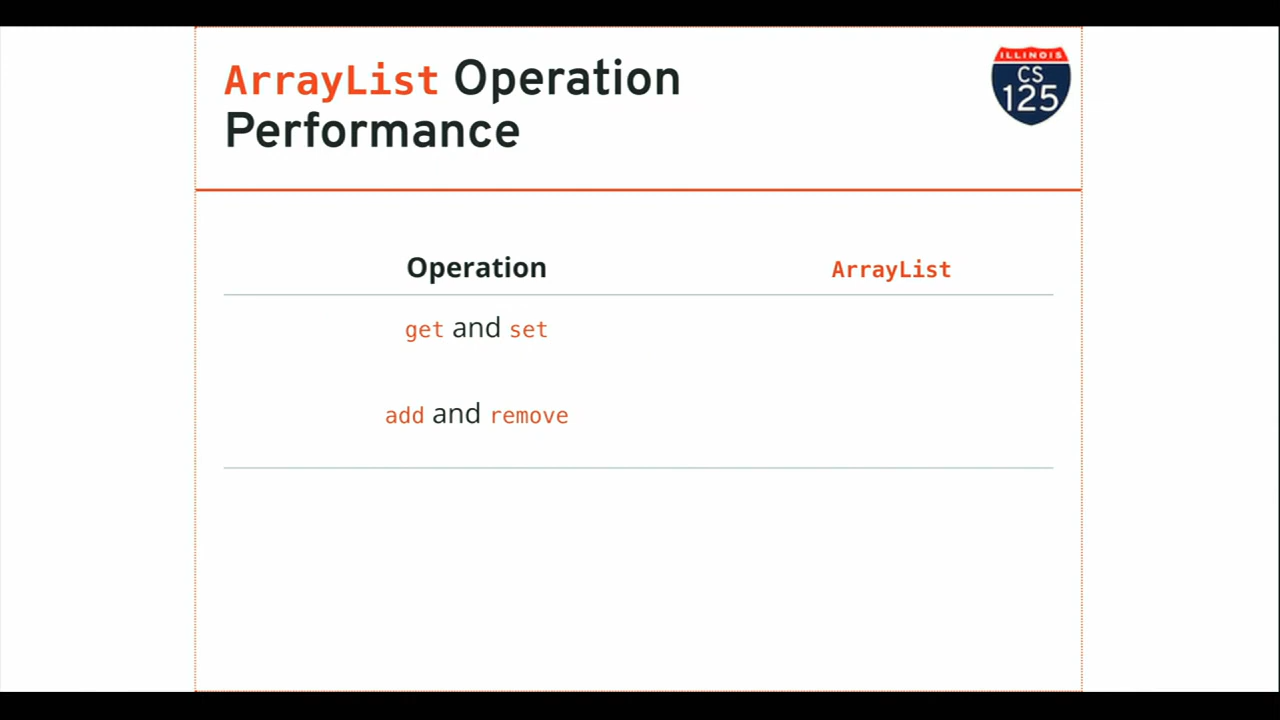 ArrayList Operation
Performance
ILLINOIS
CS
125
Operation ArrayList
get and set
add and remove